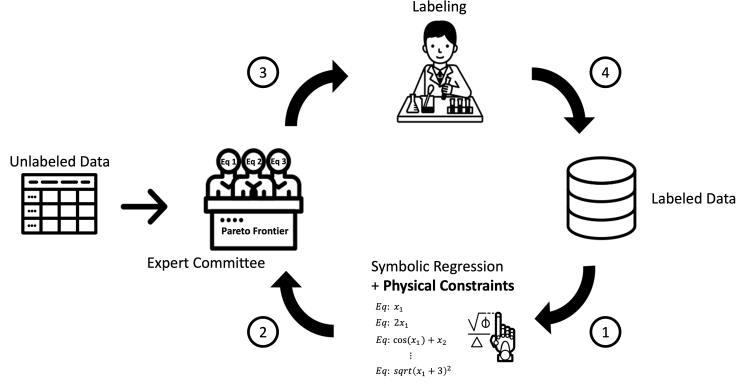 Labeling
3
4
Unlabeled Data
Eq 1 Eq 2 Eq 3
Pareto Frontier
Expert Committee
Labeled Data
Symbolic Regression
+ Physical Constraints
Eq: x₁
Eq: 2x₁
Eq: cos(x₁) + x₂
⋮
Eq: sqrt(x₁ + 3)²
√Φ
Δ
2
1